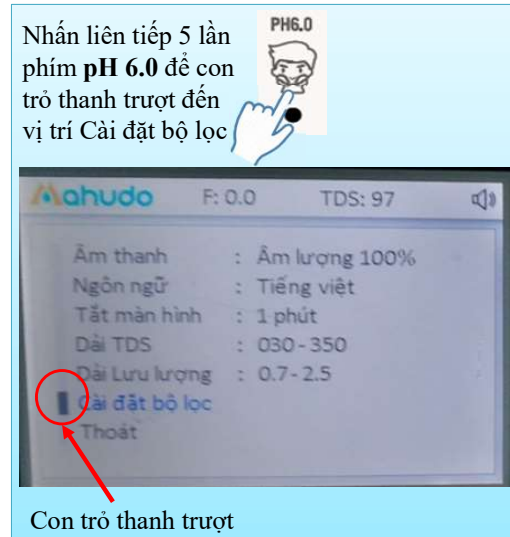 Nhấn liên tiếp 5 lần
phím pH 6.0 để con
trỏ thanh trượt đến
vị trí Cài đặt bộ lọc
PH6.0
Mahudo F: 0.0 TDS: 97
Âm thanh : Âm lượng 100%
Ngôn ngữ : Tiếng việt
Tắt màn hình : 1 phút
Dải TDS : 030-350
Dải Lưu lượng : 0.7-2.5
Cài đặt bộ lọc
Thoát
Con trỏ thanh trượt